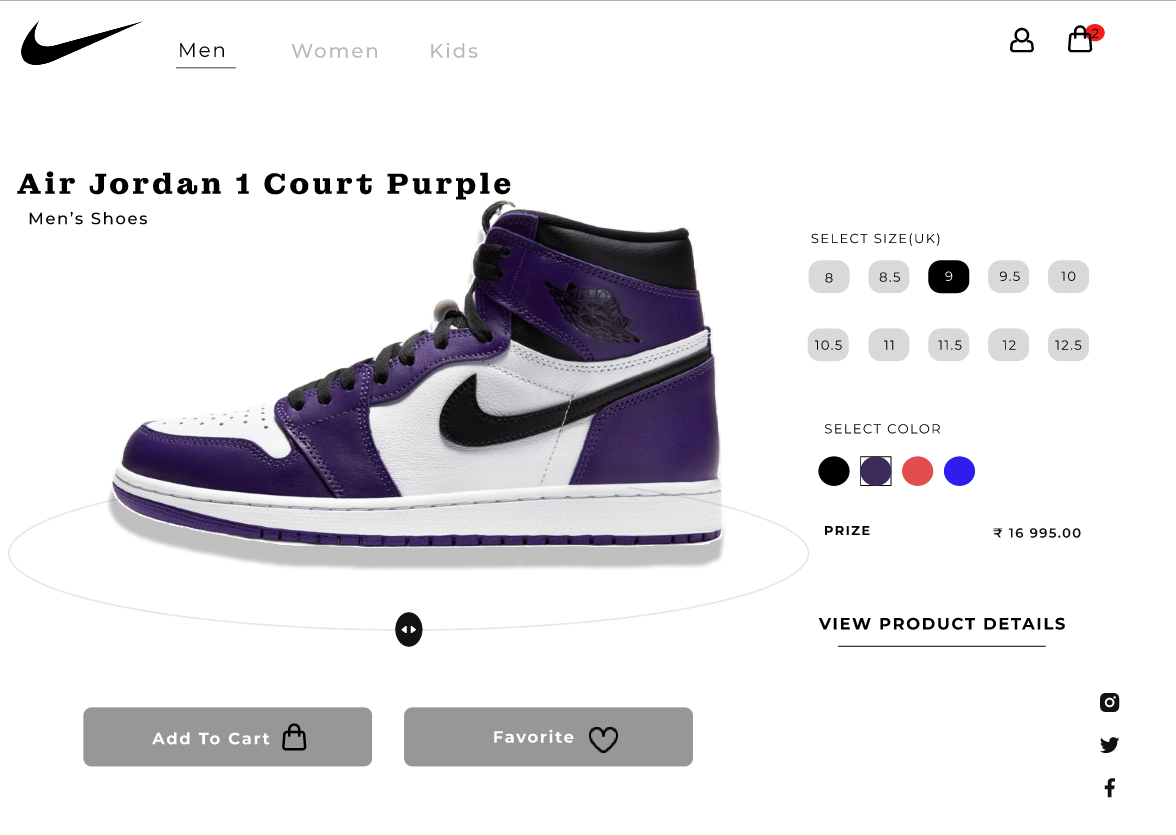 Men Women Kids
2
Air Jordan 1 Court Purple
Men’s Shoes
SELECT SIZE(UK)
8 8.5 9 9.5 10
10.5 11 11.5 12 12.5
SELECT COLOR
PRIZE ₹ 16 995.00
VIEW PRODUCT DETAILS
Add To Cart Favorite